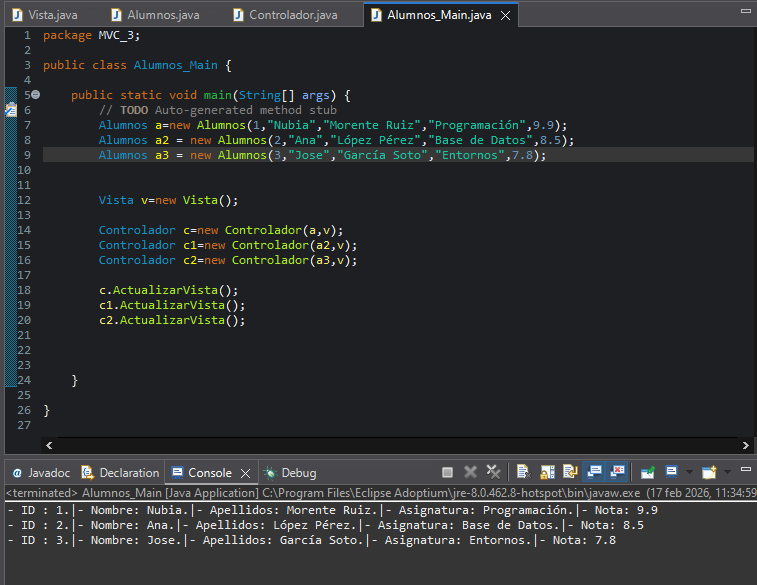 Vista.java Alumnos.java Controlador.java Alumnos_Main.java
1 package MVC_3;
2
3 public class Alumnos_Main {
4
5 public static void main(String[] args) {
6 // TODO Auto-generated method stub
7 Alumnos a=new Alumnos(1,"Nubia","Morente Ruiz","Programación",9.9);
8 Alumnos a2 = new Alumnos(2,"Ana","López Pérez","Base de Datos",8.5);
9 Alumnos a3 = new Alumnos(3,"Jose","García Soto","Entornos",7.8);
10
11
12 Vista v=new Vista();
13
14 Controlador c=new Controlador(a,v);
15 Controlador c1=new Controlador(a2,v);
16 Controlador c2=new Controlador(a3,v);
17
18 c.ActualizarVista();
19 c1.ActualizarVista();
20 c2.ActualizarVista();
21
22
23
24 }
25
26 }
27
@ Javadoc Declaration Console Debug
<terminated> Alumnos_Main [Java Application] C:\Program Files\Eclipse Adoptium\jre-8.0.462.8-hotspot\bin\javaw.exe (17 feb 2026, 11:34:59
- ID : 1.|- Nombre: Nubia.|- Apellidos: Morente Ruiz.|- Asignatura: Programación.|- Nota: 9.9
- ID : 2.|- Nombre: Ana.|- Apellidos: López Pérez.|- Asignatura: Base de Datos.|- Nota: 8.5
- ID : 3.|- Nombre: Jose.|- Apellidos: García Soto.|- Asignatura: Entornos.|- Nota: 7.8